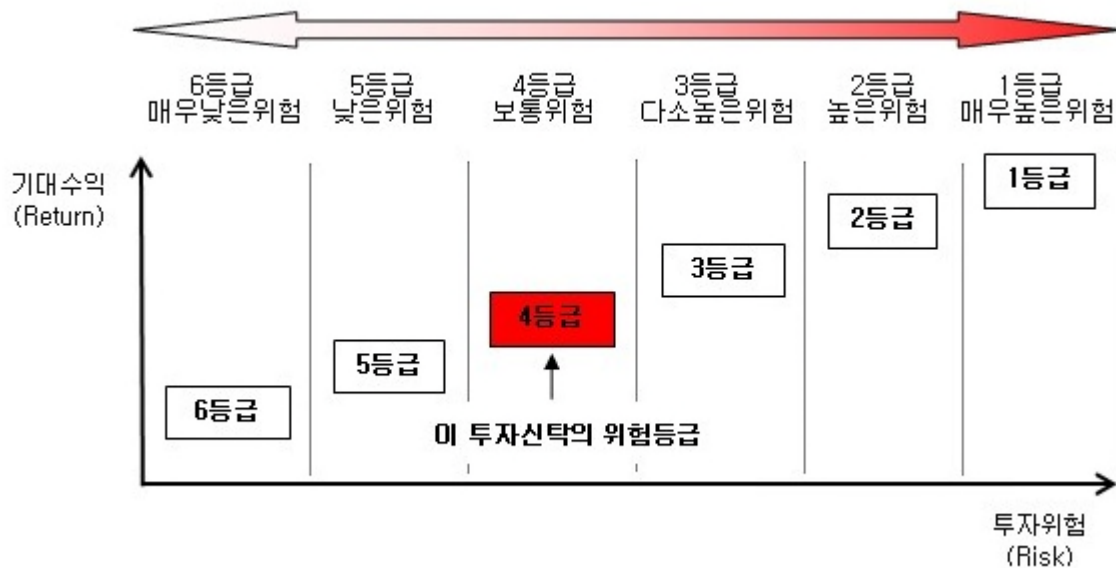 6등급
매우낮은위험
5등급
낮은위험
4등급
보통위험
3등급
다소높은위험
2등급
높은위험
1등급
매우높은위험
기대수익
(Return)
1등급
2등급
3등급
4등급
5등급
6등급
이 투자신탁의 위험등급
투자위험
(Risk)